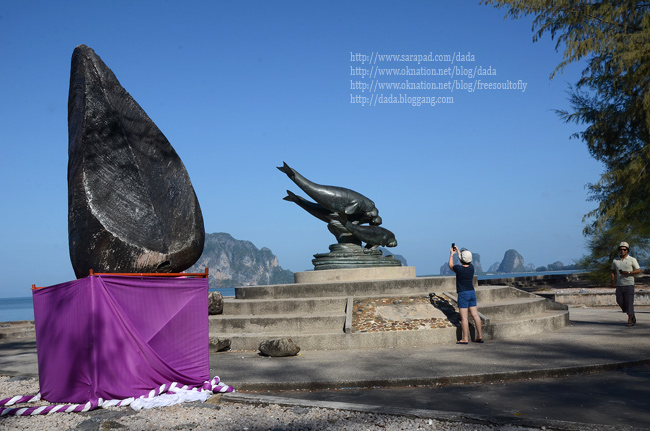 http://www.sarapad.com/dada
http://www.oknation.net/blog/dada
http://www.oknation.net/blog/freesoultofly
http://dada.bloggang.com